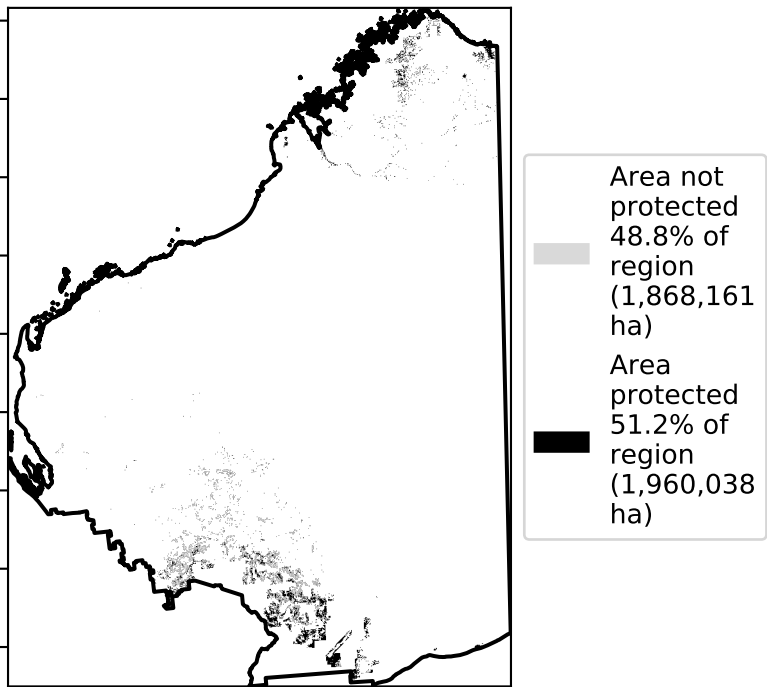 Area not
protected
48.8% of
region
(1,868,161
ha)
Area
protected
51.2% of
region
(1,960,038
ha)